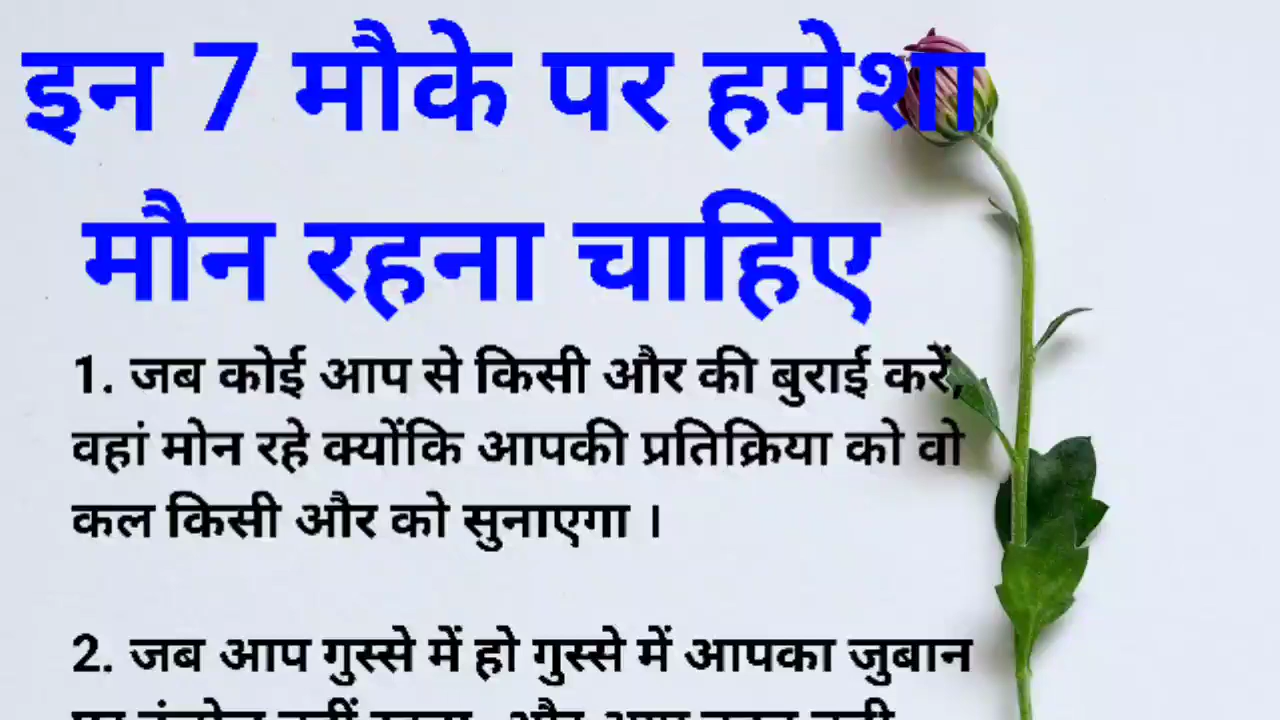 इन 7 मौके पर हमेशा
मौन रहना चाहिए
1. जब कोई आप से किसी और की बुराई करें,
वहां मोन रहे क्योंकि आपकी प्रतिक्रिया को वो
कल किसी और को सुनाएगा ।
2. जब आप गुस्से में हो गुस्से में आपका जुबान